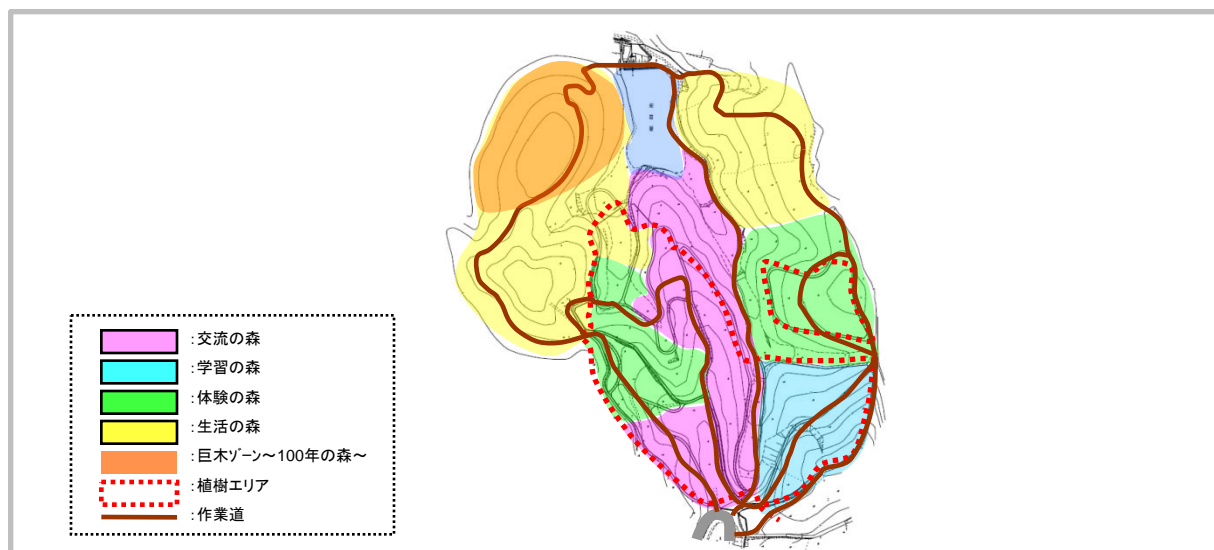 :交流の森
:学習の森
:体験の森
:生活の森
:巨木ゾーン～100年の森～
:植樹エリア
:作業道